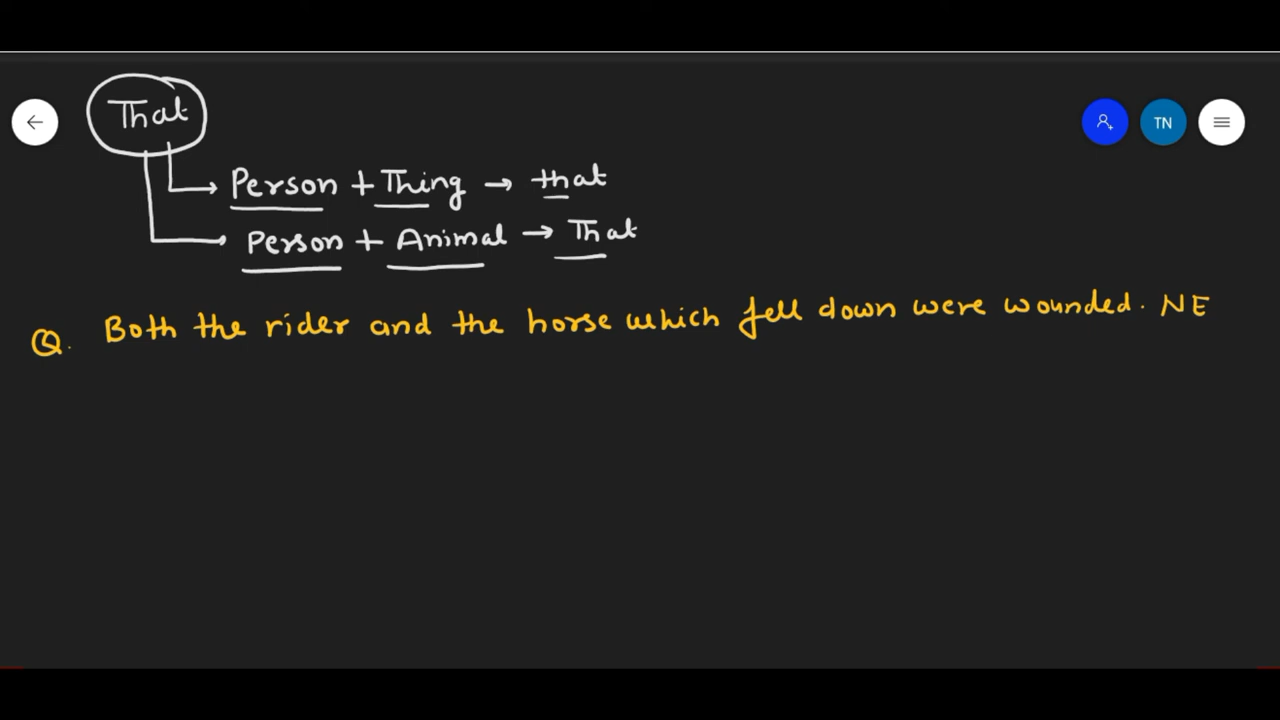 That
Person + Thing → that
Person + Animal → That
Q. Both the rider and the horse which fell down were wounded. NE
TN